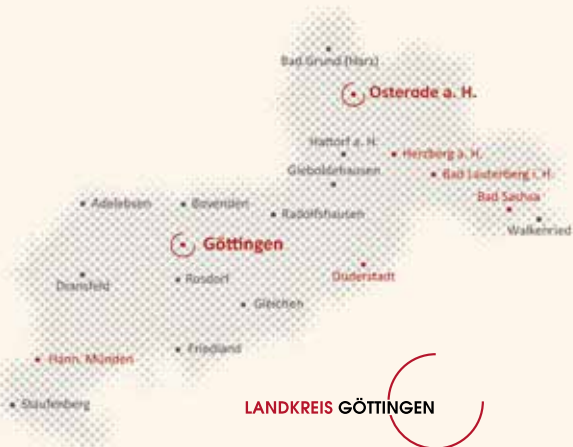 Bad Grund (Harz)
Osterode a. H.
Hattorf a. H.
Herzberg a. H.
Gieboldehausen
Bad Lauterberg i. H.
Bad Sachsa
Adelebsen
Bovenden
Radolfshausen
Walkenried
Göttingen
Duderstadt
Dransfeld
Rosdorf
Gleichen
Friedland
Hann. Münden
Staufenberg
LANDKREIS GÖTTINGEN